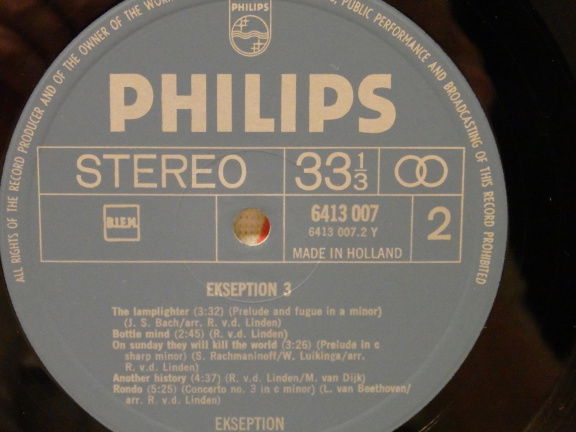 PHILIPS
ALL RIGHTS OF THE RECORD PRODUCER AND OF THE OWNER OF THE WORK
PUBLIC PERFORMANCE AND BROADCASTING OF THIS RECORD PROHIBITED
PHILIPS
STEREO 33 1/3
B.I.E.M. 6413 007 2
6413 007.2 Y
MADE IN HOLLAND
EKSEPTION 3
The lamplighter (3:32) (Prelude and fugue in a minor)
(J. S. Bach/arr. R. v.d. Linden)
Bottle mind (2:45) (R. v.d. Linden)
On sunday they will kill the world (3:26) (Prelude in c
sharp minor) (S. Rachmaninoff/W. Luikinga/arr.
R. v.d. Linden)
Another history (4:37) (R. v.d. Linden/M. van Dijk)
Rondo (5:25) (Concerto no. 3 in c minor) (L. van Beethoven/
arr. R. v.d. Linden)
EKSEPTION